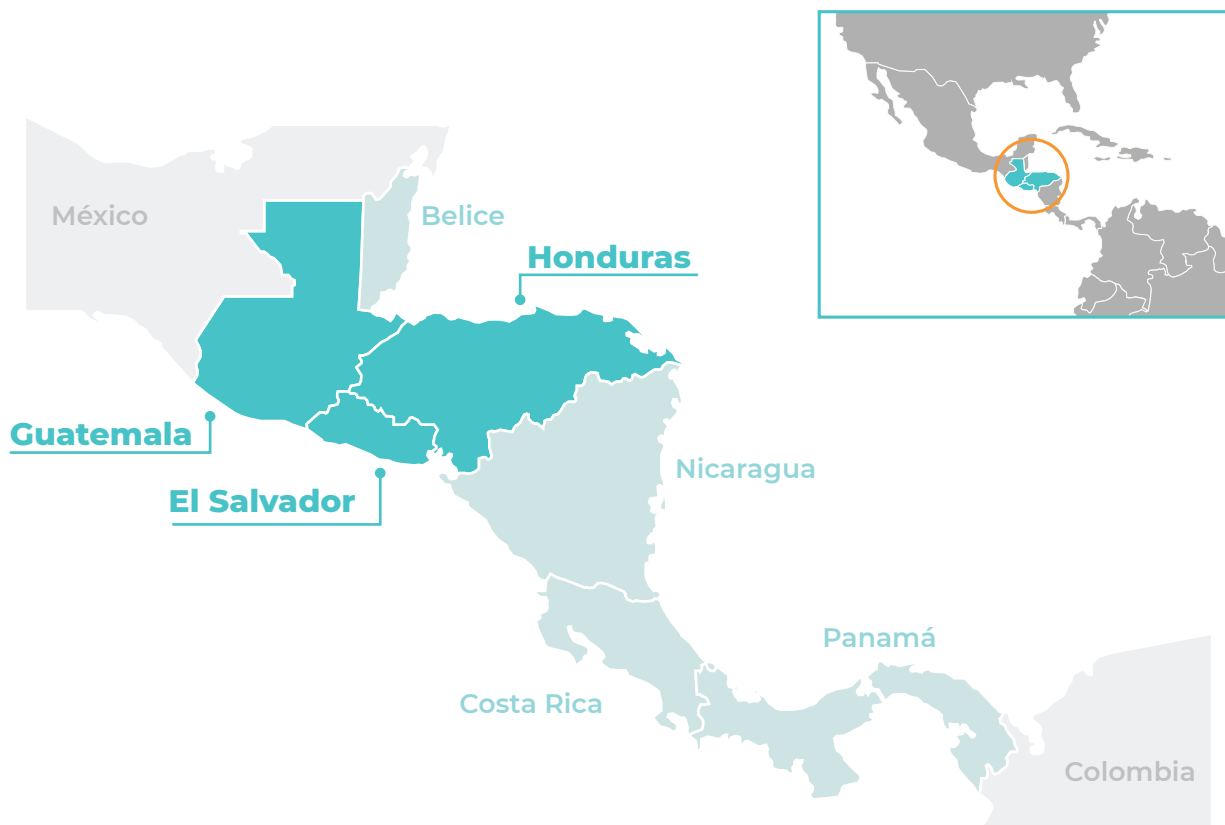 México
Belice
Honduras
Guatemala
El Salvador
Nicaragua
Panamá
Costa Rica
Colombia